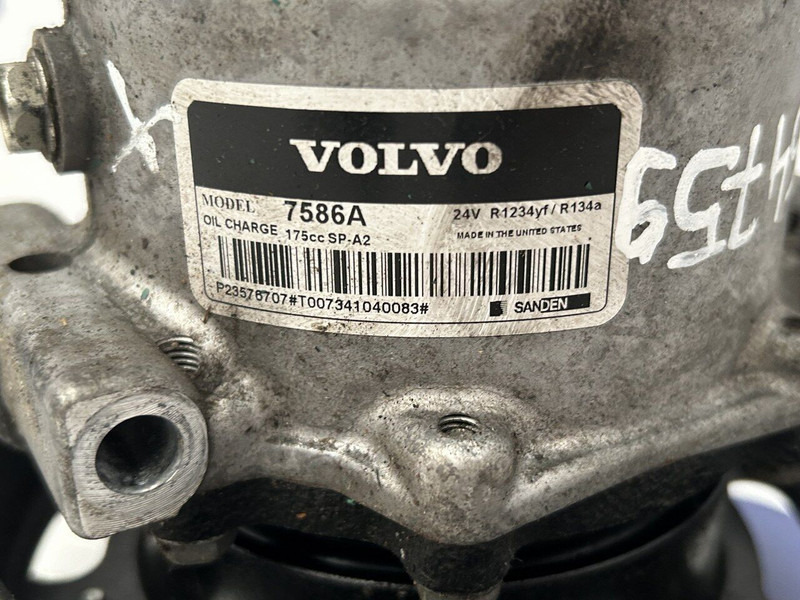 VOLVO
MODEL 7586A 24V R1234yf / R134a
OIL CHARGE 175cc SP-A2 MADE IN THE UNITED STATES
P23576707#T007341040083#
SANDEN